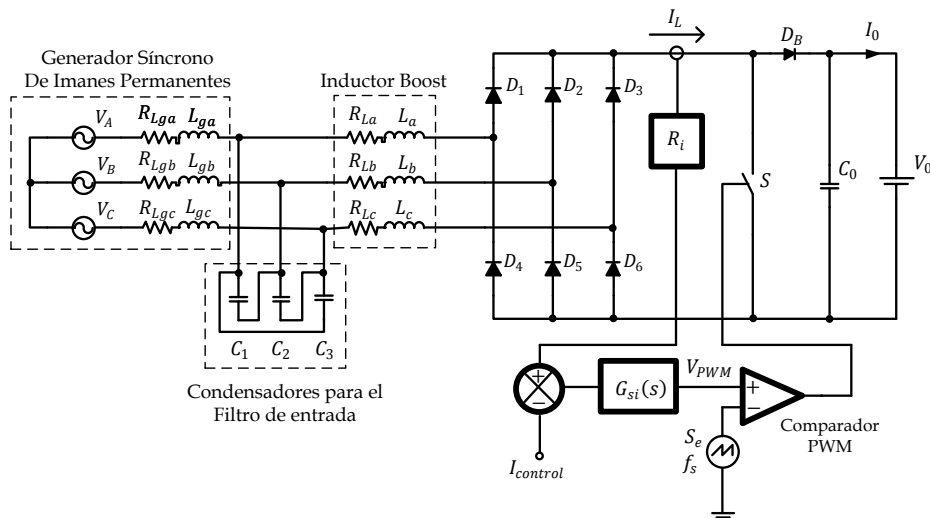 Generador Síncrono
De Imanes Permanentes
Inductor Boost
I_L
D_B
I_0
D_1
D_2
D_3
V_A
R_Lga
L_ga
R_La
L_a
R_i
V_B
R_Lgb
L_gb
R_Lb
L_b
S
C_0
V_0
V_C
R_Lgc
L_gc
R_Lc
L_c
D_4
D_5
D_6
C_1
C_2
C_3
Condensadores para el
Filtro de entrada
+
−
G_si(s)
V_PWM
+
−
Comparador
PWM
S_e
f_s
I_control